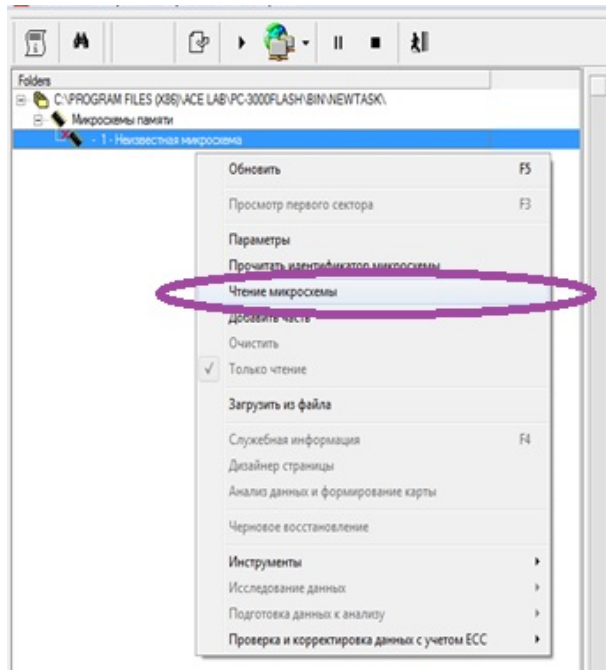 Folders
C:\PROGRAM FILES (X86)\ACE LAB\PC-3000FLASH\BIN\NEWTASK\
Микросхемы памяти
- 1 - Неизвестная микросхема
Обновить F5
Просмотр первого сектора F3
Параметры
Прочитать идентификатор микросхемы
Чтение микросхемы
Добавить часть
Очистить
Только чтение
Загрузить из файла
Служебная информация F4
Дизайнер страницы
Анализ данных и формирование карты
Черновое восстановление
Инструменты
Исследование данных
Подготовка данных к анализу
Проверка и корректировка данных с учетом ECC